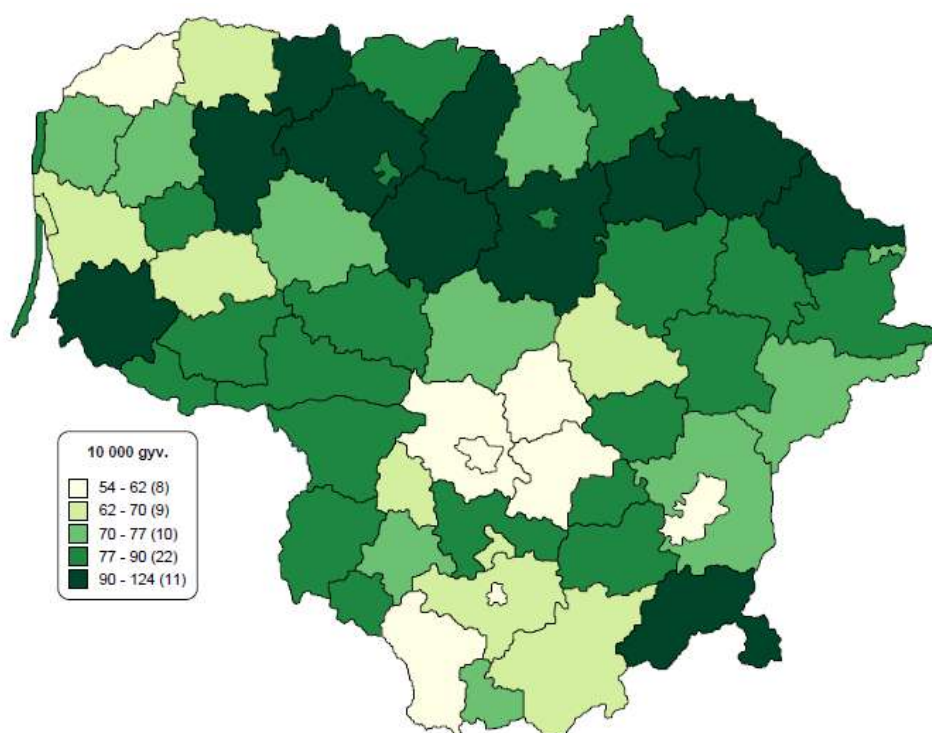 10 000 gyv.
54 - 62 (8)
62 - 70 (9)
70 - 77 (10)
77 - 90 (22)
90 - 124 (11)